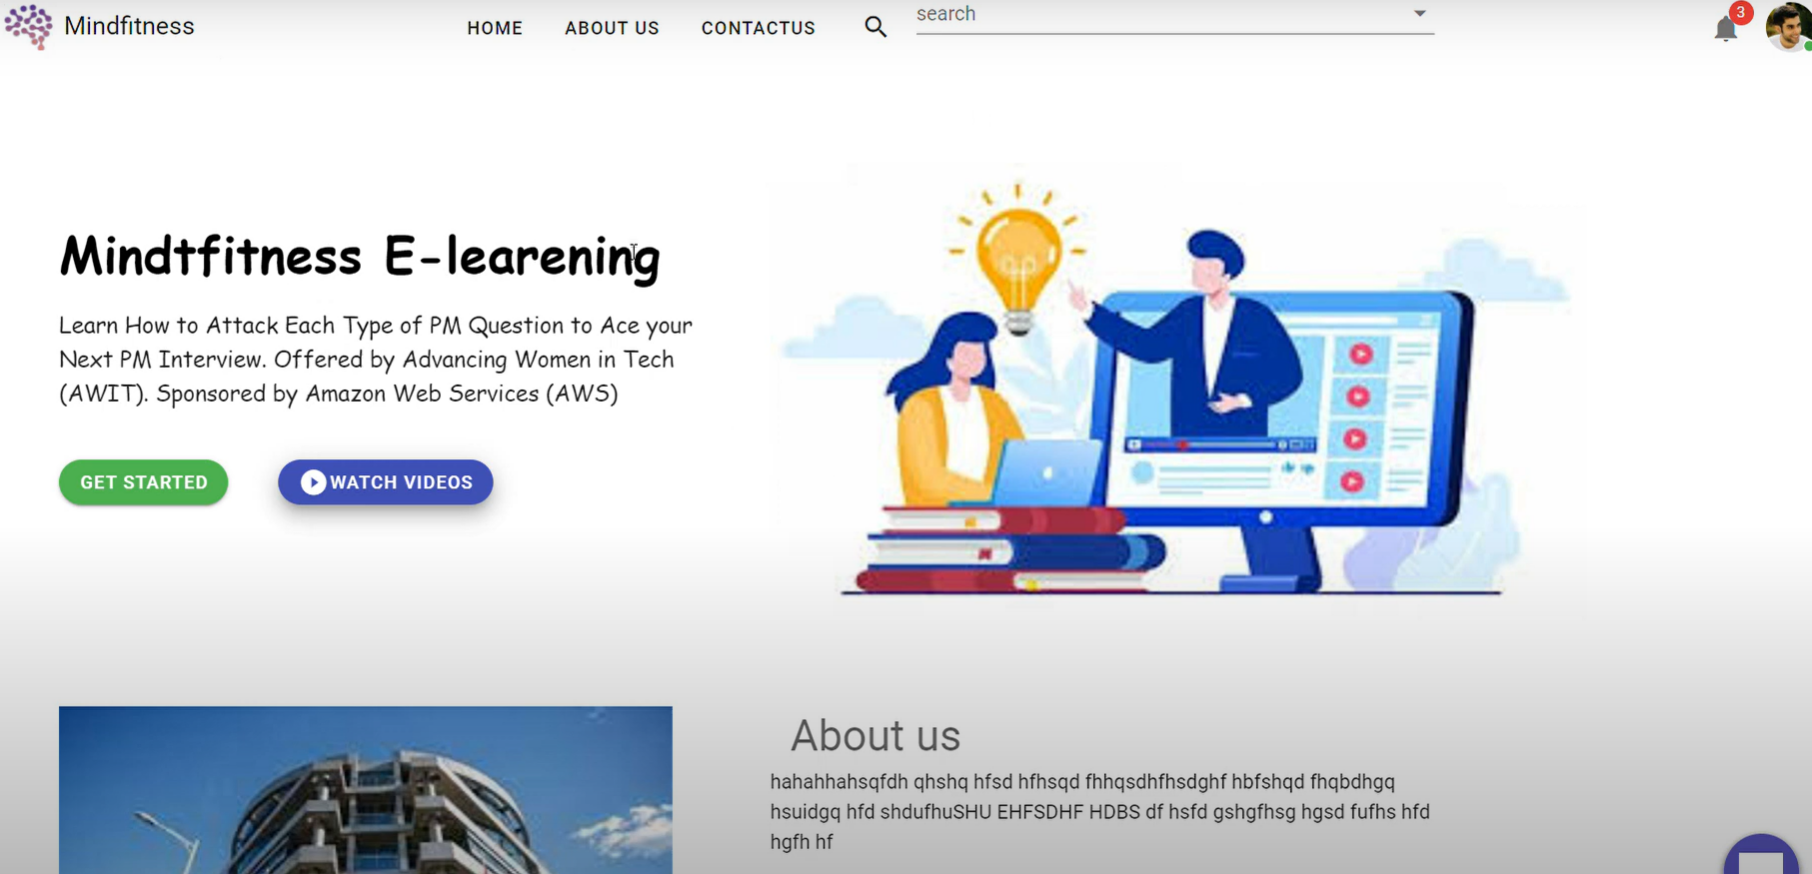 Mindfitness
HOME
ABOUT US
CONTACTUS
search
3
Mindtfitness E-learening
Learn How to Attack Each Type of PM Question to Ace your
Next PM Interview. Offered by Advancing Women in Tech
(AWIT). Sponsored by Amazon Web Services (AWS)
GET STARTED
WATCH VIDEOS
About us
hahahhahsqfdh qhshq hfsd hfhsqd fhhqsdhfhsdghf hbfshqd fhqbdhgq
hsuidgq hfd shdufhuSHU EHFSDHF HDBS df hsfd gshgfhsg hgsd fufhs hfd
hgfh hf